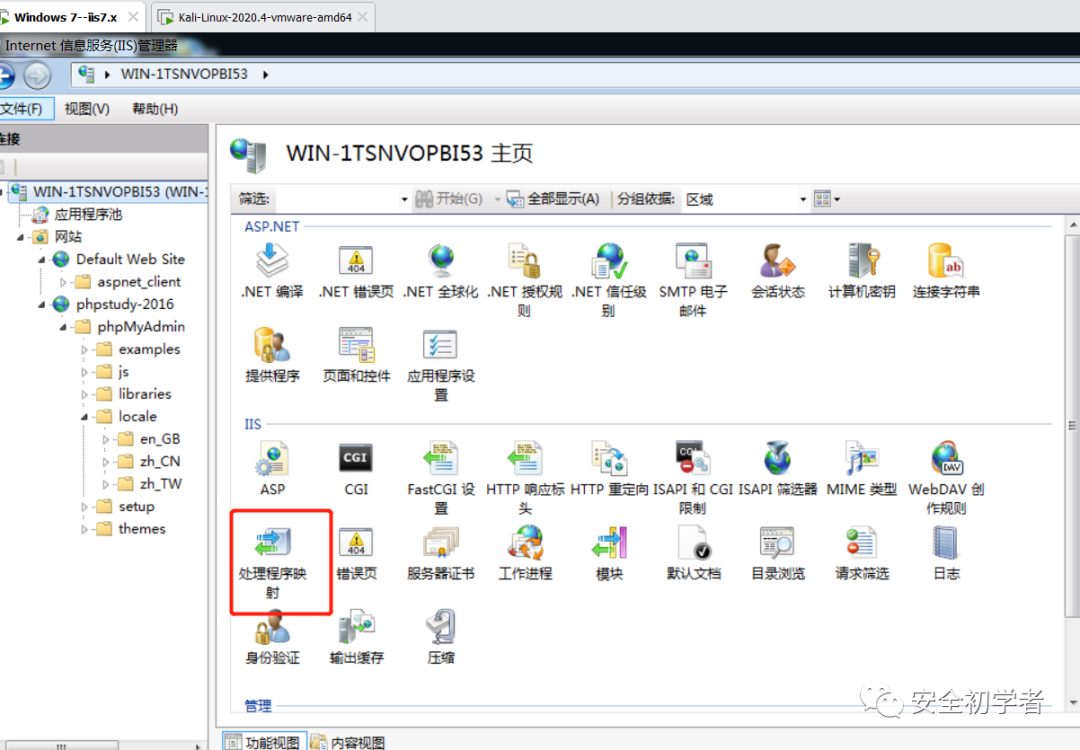 Windows 7--iis7.x
Kali-Linux-2020.4-vmware-amd64
Internet 信息服务(IIS)管理器
WIN-1TSNVOPBI53
文件(F) 视图(V) 帮助(H)
连接
WIN-1TSNVOPBI53 (WIN-1
应用程序池
网站
Default Web Site
aspnet_client
phpstudy-2016
phpMyAdmin
examples
js
libraries
locale
en_GB
zh_CN
zh_TW
setup
themes
WIN-1TSNVOPBI53 主页
筛选: 开始(G) 全部显示(A) 分组依据: 区域
ASP.NET
.NET 编译
404
.NET 错误页
.NET 全球化
.NET 授权规
则
.NET 信任级
别
SMTP 电子
邮件
会话状态
计算机密钥
ab
连接字符串
提供程序
页面和控件
应用程序设
置
IIS
ASP
CGI
CGI
FastCGI 设
置
HTTP 响应标
头
HTTP 重定向
ISAPI 和 CGI
限制
ISAPI 筛选器
MIME 类型
DAV
WebDAV 创
作规则
处理程序映
射
404
错误页
服务器证书
工作进程
模块
默认文档
目录浏览
请求筛选
日志
身份验证
输出缓存
压缩
管理
安全初学者
功能视图 内容视图